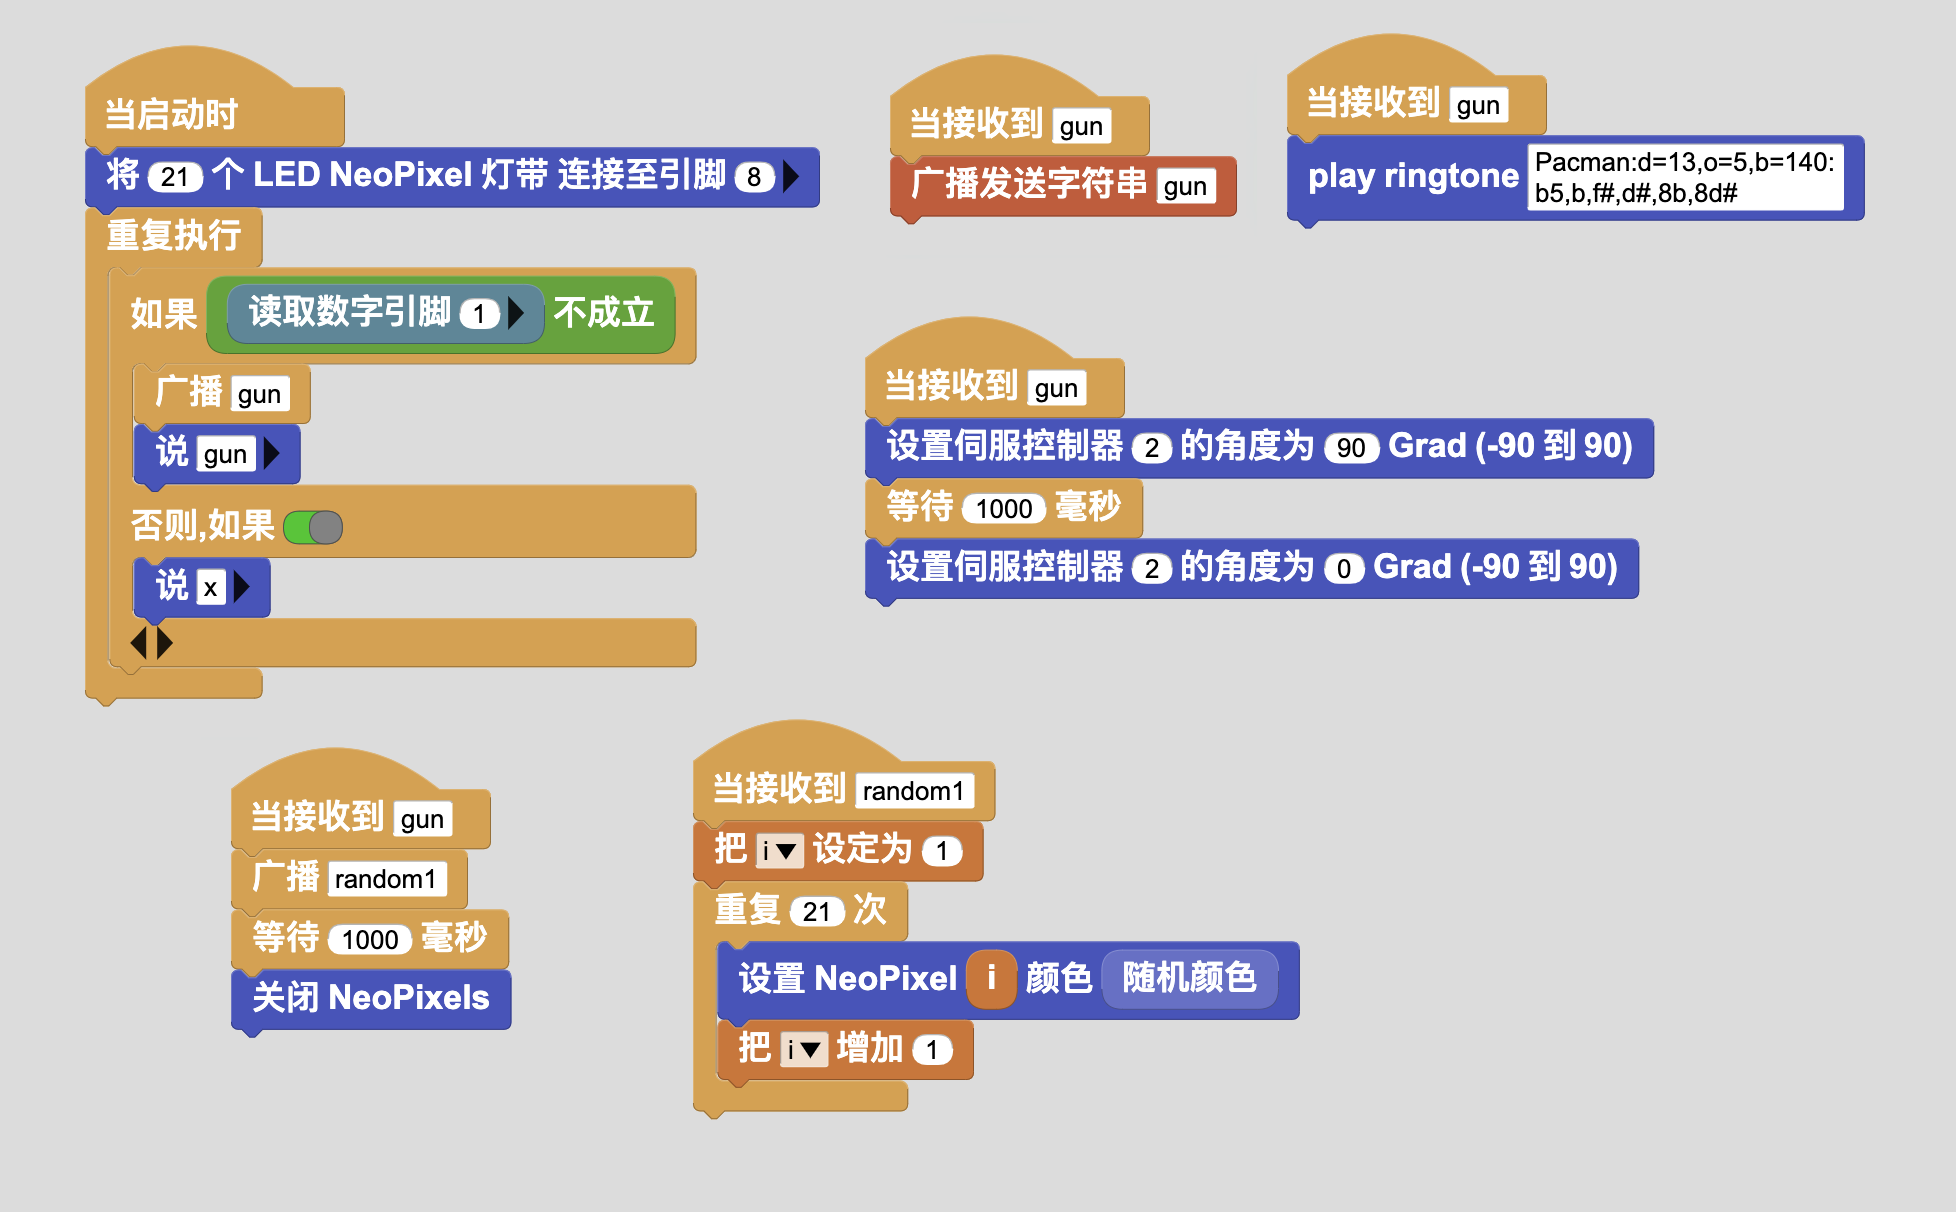 当启动时
将 21 个 LED NeoPixel 灯带 连接至引脚 8
重复执行
如果 读取数字引脚 1 不成立
广播 gun
说 gun
否则,如果
说 x
当接收到 gun
广播发送字符串 gun
当接收到 gun
play ringtone Pacman:d=13,o=5,b=140:
b5,b,f#,d#,8b,8d#
当接收到 gun
设置伺服控制器 2 的角度为 90 Grad (-90 到 90)
等待 1000 毫秒
设置伺服控制器 2 的角度为 0 Grad (-90 到 90)
当接收到 gun
广播 random1
等待 1000 毫秒
关闭 NeoPixels
当接收到 random1
把 i 设定为 1
重复 21 次
设置 NeoPixel i 颜色 随机颜色
把 i 增加 1